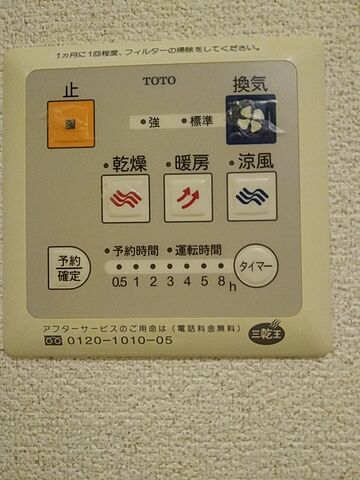 1ヵ月に1回程度、フィルターの掃除をしてください。
TOTO
止 換気
強 標準
乾燥 暖房 涼風
予約確定
予約時間 運転時間
タイマー
0.5 1 2 3 4 5 8 h
アフターサービスのご用命は(電話料金無料)
0120-1010-05
三乾王